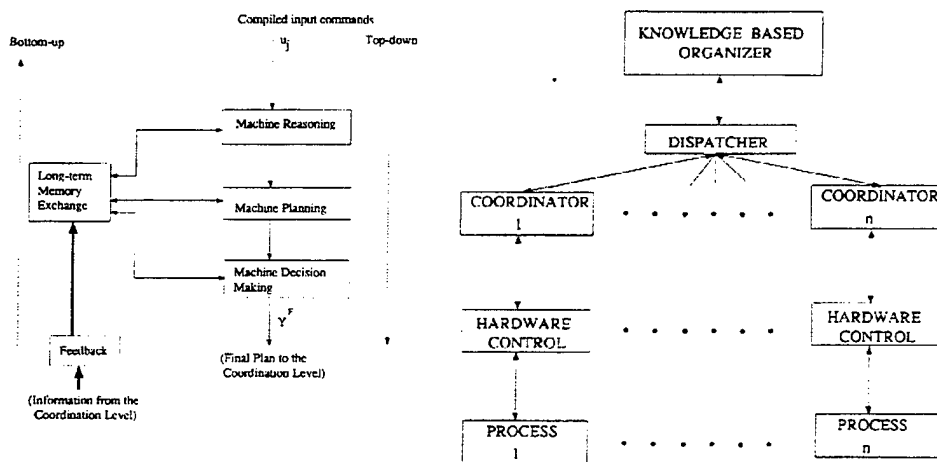 Compiled input commands
Bottom-up
u j
Top-down
Machine Reasoning
Long-term
Memory
Exchange
Machine Planning
Machine Decision
Making
Y F
Feedback
(Final Plan to the
Coordination Level)
(Information from the
Coordination Level)
KNOWLEDGE BASED
ORGANIZER
DISPATCHER
COORDINATOR
1
COORDINATOR
n
HARDWARE
CONTROL
HARDWARE
CONTROL
PROCESS
1
PROCESS
n